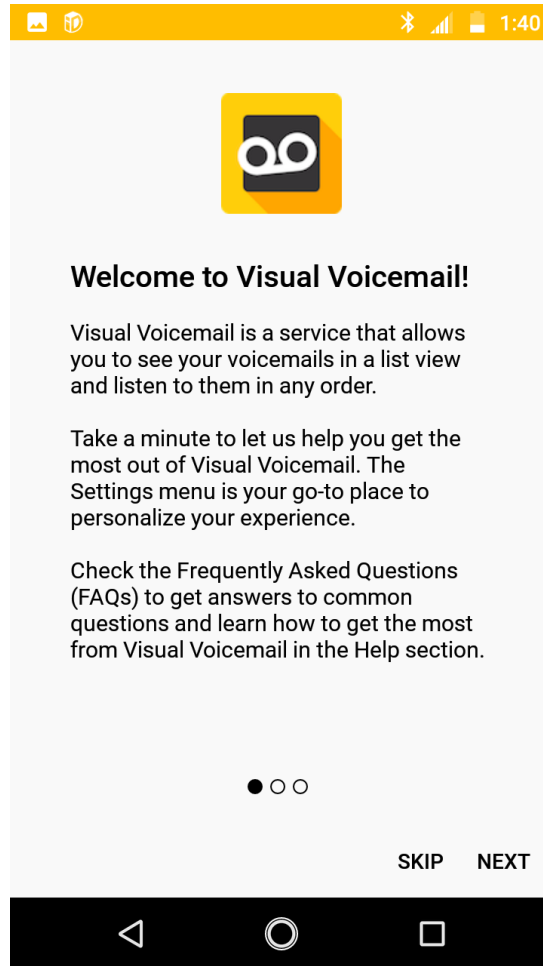 1:40
Welcome to Visual Voicemail!
Visual Voicemail is a service that allows
you to see your voicemails in a list view
and listen to them in any order.
Take a minute to let us help you get the
most out of Visual Voicemail. The
Settings menu is your go-to place to
personalize your experience.
Check the Frequently Asked Questions
(FAQs) to get answers to common
questions and learn how to get the most
from Visual Voicemail in the Help section.
SKIP NEXT